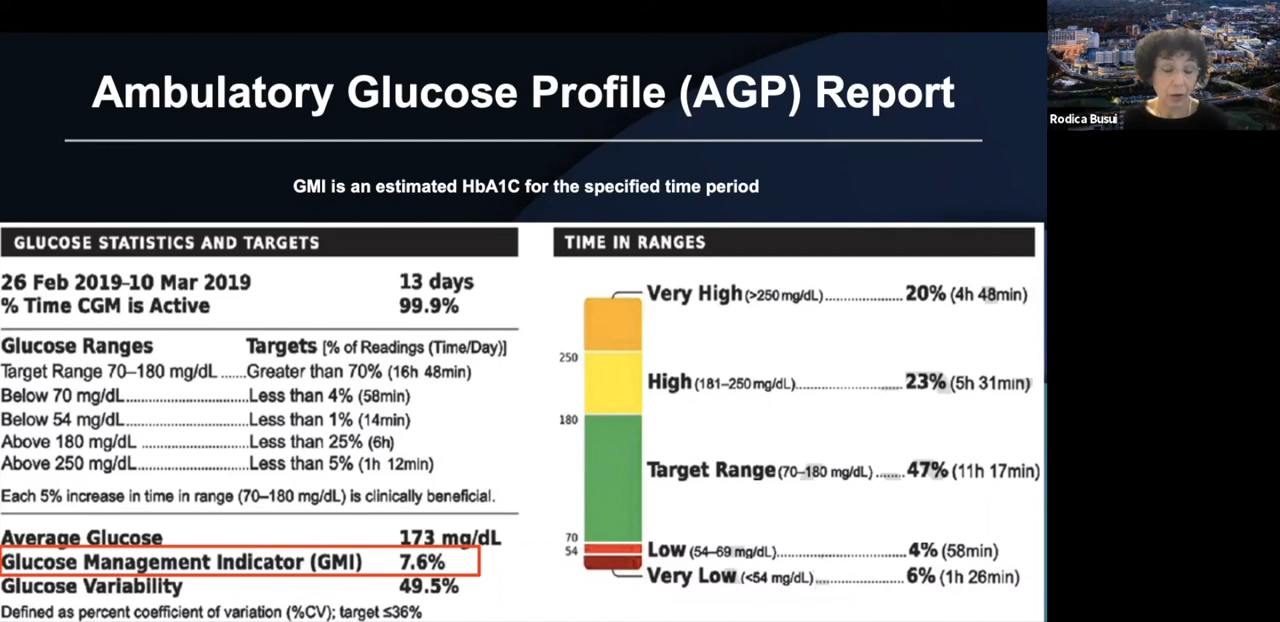 Ambulatory Glucose Profile (AGP) Report
Rodica Busui
GMI is an estimated HbA1C for the specified time period
GLUCOSE STATISTICS AND TARGETS
26 Feb 2019–10 Mar 2019 13 days
% Time CGM is Active 99.9%
Glucose Ranges Targets [% of Readings (Time/Day)]
Target Range 70–180 mg/dL ......Greater than 70% (16h 48min)
Below 70 mg/dL..............................Less than 4% (58min)
Below 54 mg/dL..............................Less than 1% (14min)
Above 180 mg/dL ..........................Less than 25% (6h)
Above 250 mg/dL...........................Less than 5% (1h 12min)
Each 5% increase in time in range (70–180 mg/dL) is clinically beneficial.
Average Glucose 173 mg/dL
Glucose Management Indicator (GMI) 7.6%
Glucose Variability 49.5%
Defined as percent coefficient of variation (%CV); target ≤36%
TIME IN RANGES
Very High (>250 mg/dL)....................20% (4h 48min)
250
High (181–250 mg/dL)..........................23% (5h 31min)
180
Target Range (70–180 mg/dL) .......47% (11h 17min)
70
54
Low (54–69 mg/dL)................................4% (58min)
Very Low (<54 mg/dL)......................6% (1h 26min)